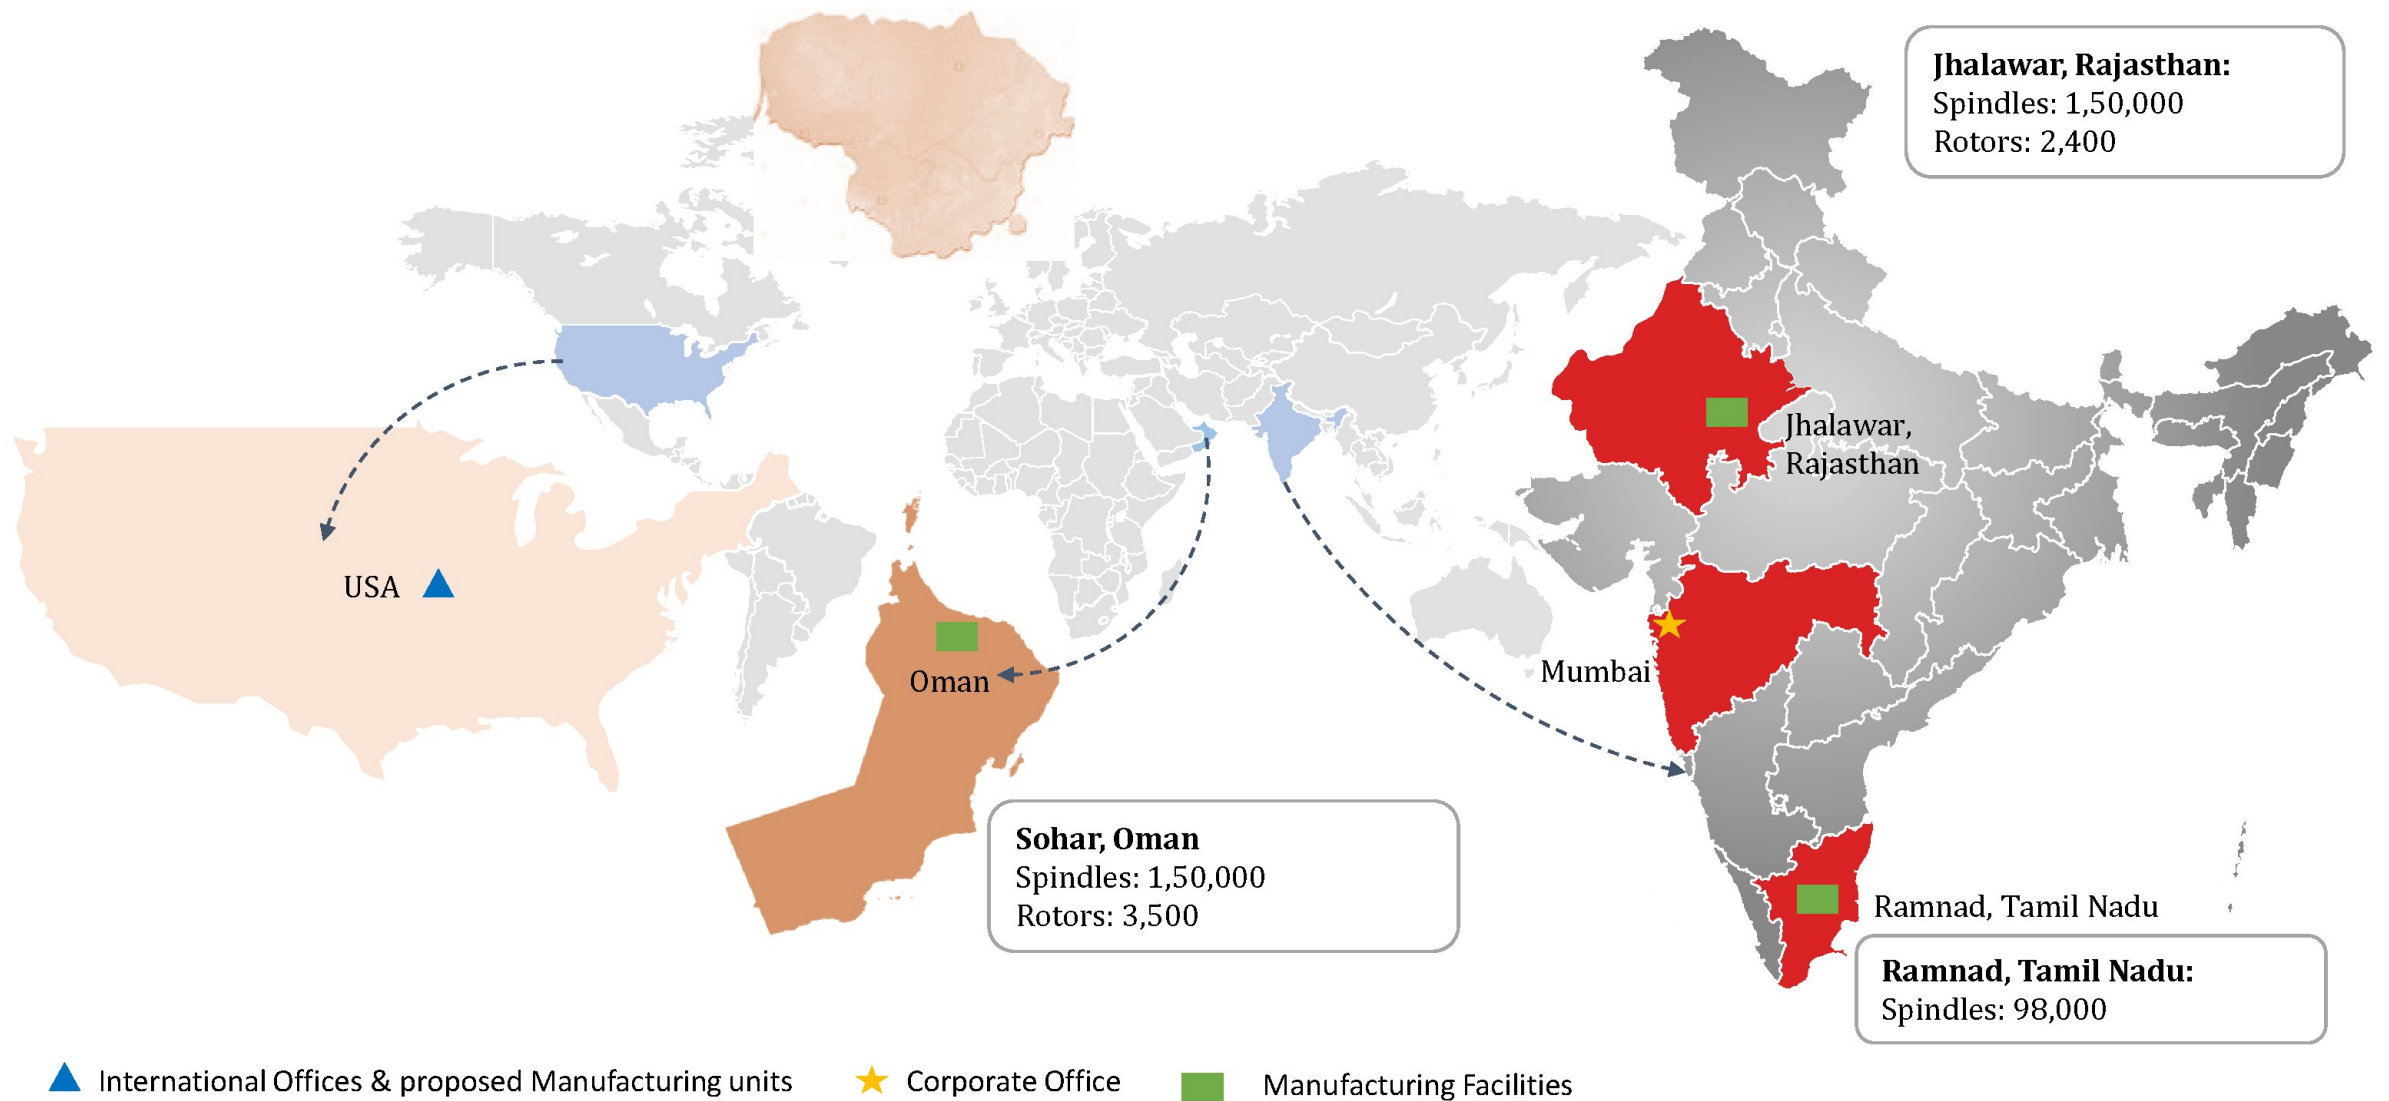 Jhalawar, Rajasthan:
Spindles: 1,50,000
Rotors: 2,400
Jhalawar,
Rajasthan
USA
Oman
Mumbai
Sohar, Oman
Spindles: 1,50,000
Rotors: 3,500
Ramnad, Tamil Nadu
Ramnad, Tamil Nadu:
Spindles: 98,000
International Offices & proposed Manufacturing units
Corporate Office
Manufacturing Facilities